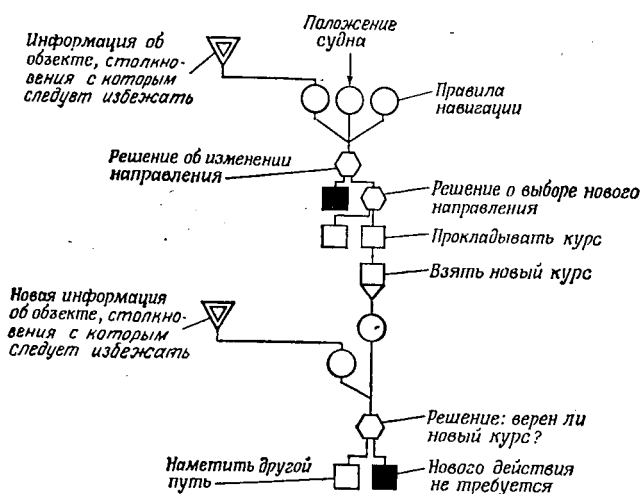 Положение
судна
Информация об
объекте, столкно-
вения с которым
следует избежать
Правила
навигации
Решение об изменении
направления
Решение о выборе нового
направления
Прокладывать курс
Взять новый курс
Новая информация
об объекте, столкно-
вения с которым
следует избежать
Решение: верен ли
новый курс?
Наметить другой
путь
Нового действия
не требуется